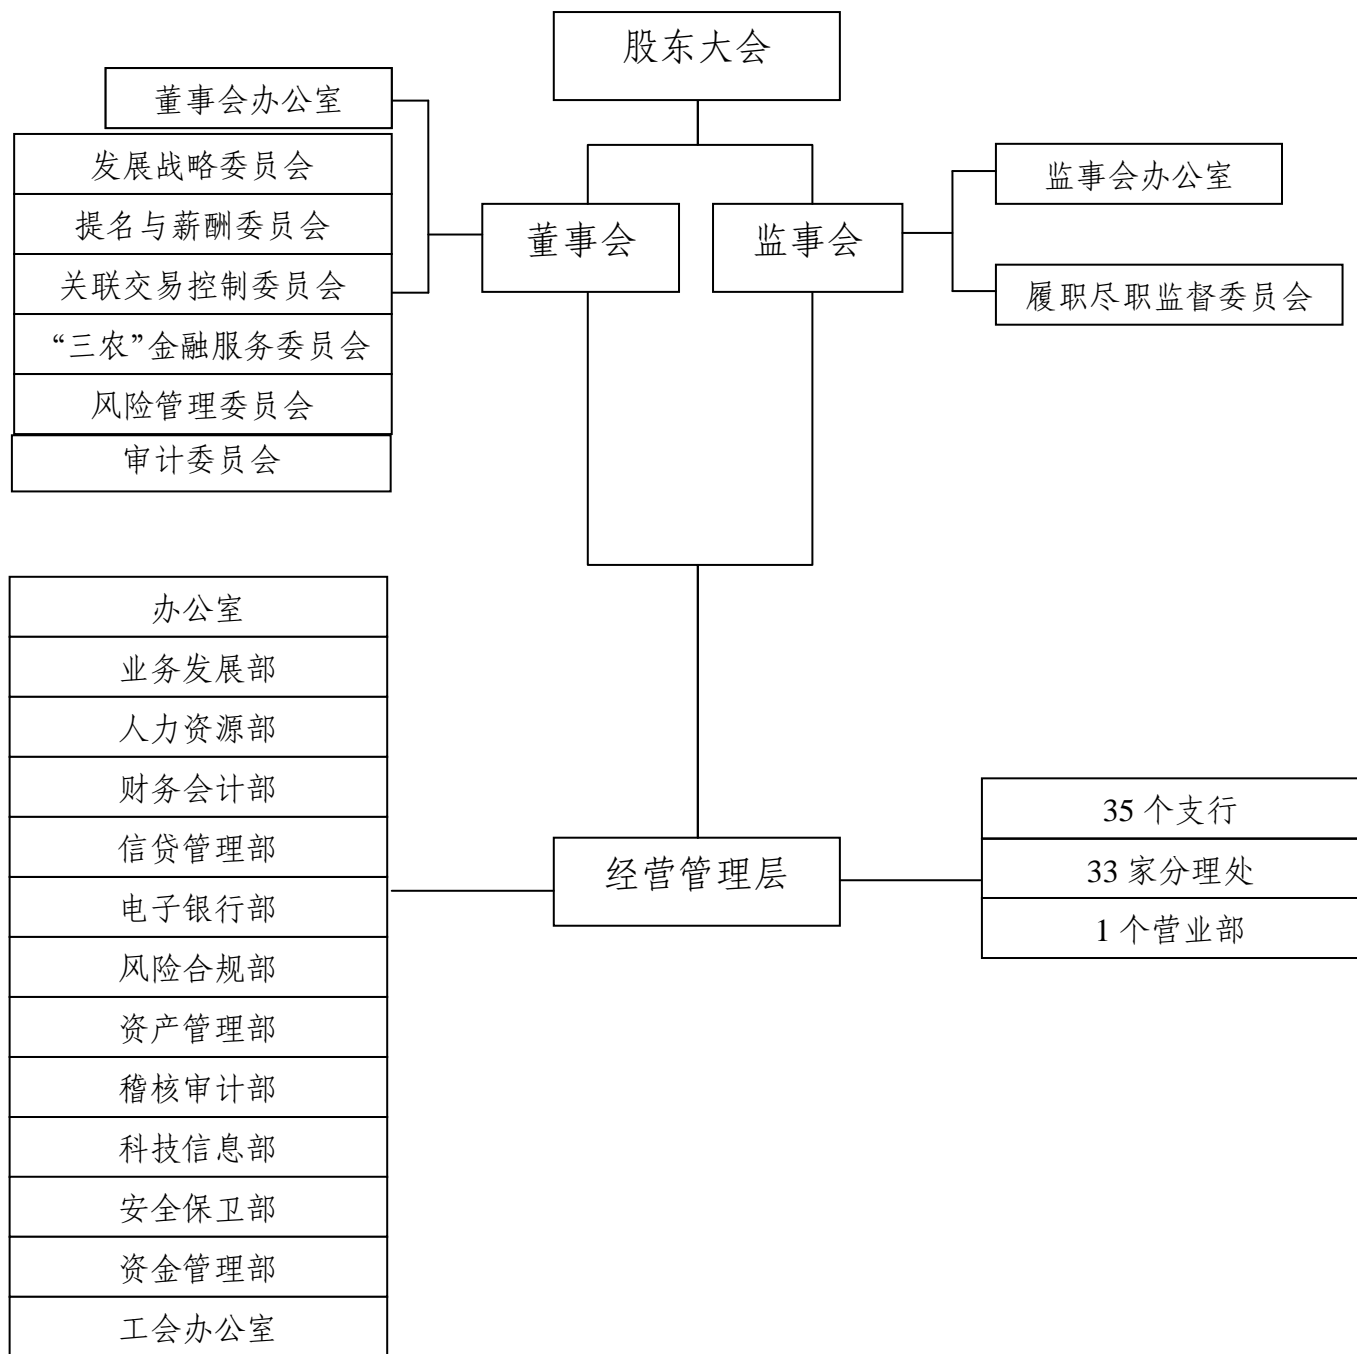 股东大会
董事会办公室
发展战略委员会
提名与薪酬委员会
关联交易控制委员会
“三农”金融服务委员会
风险管理委员会
审计委员会
董事会
监事会
监事会办公室
履职尽职监督委员会
办公室
业务发展部
人力资源部
财务会计部
信贷管理部
电子银行部
风险合规部
资产管理部
稽核审计部
科技信息部
安全保卫部
资金管理部
工会办公室
经营管理层
35 个支行
33 家分理处
1 个营业部